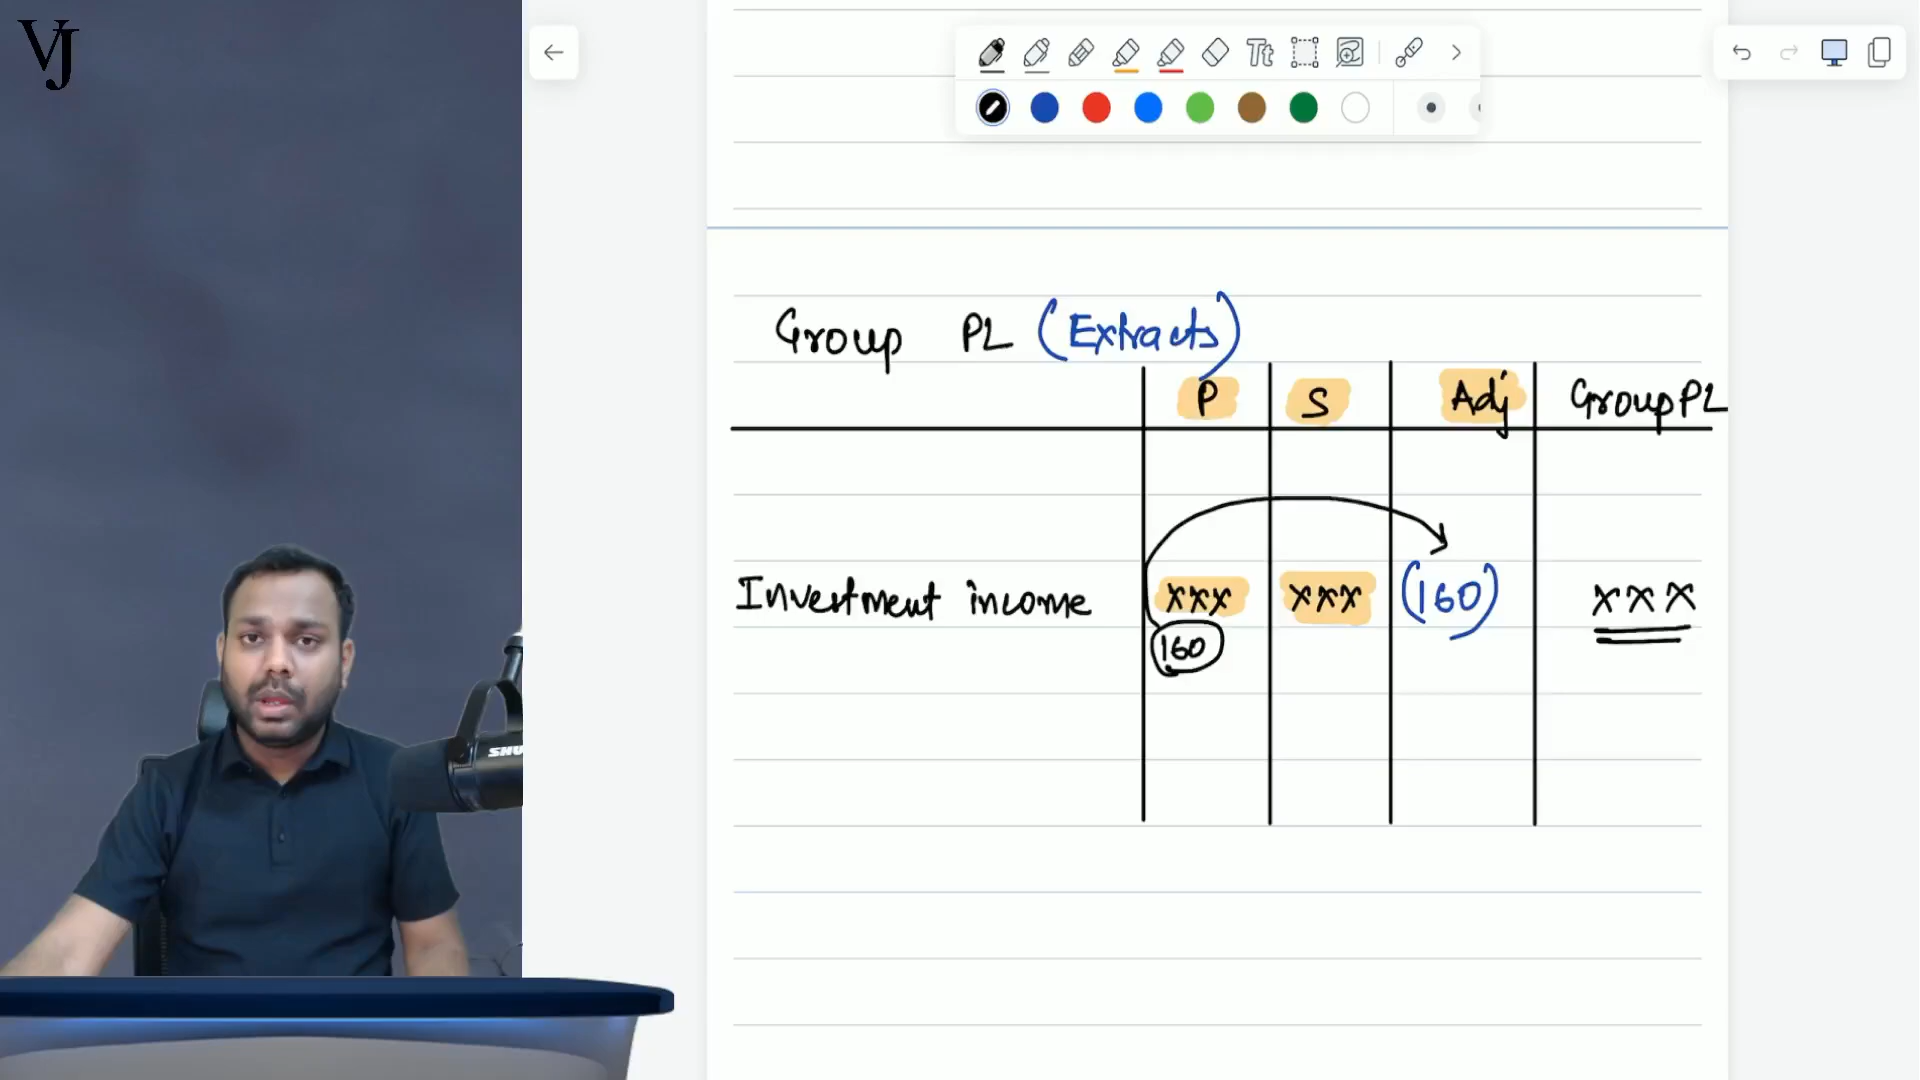 VJ
Tt
Group PL (Extracts)
P S Adj Group PL
Investment income xxx xxx (160) xxx
160
SHU